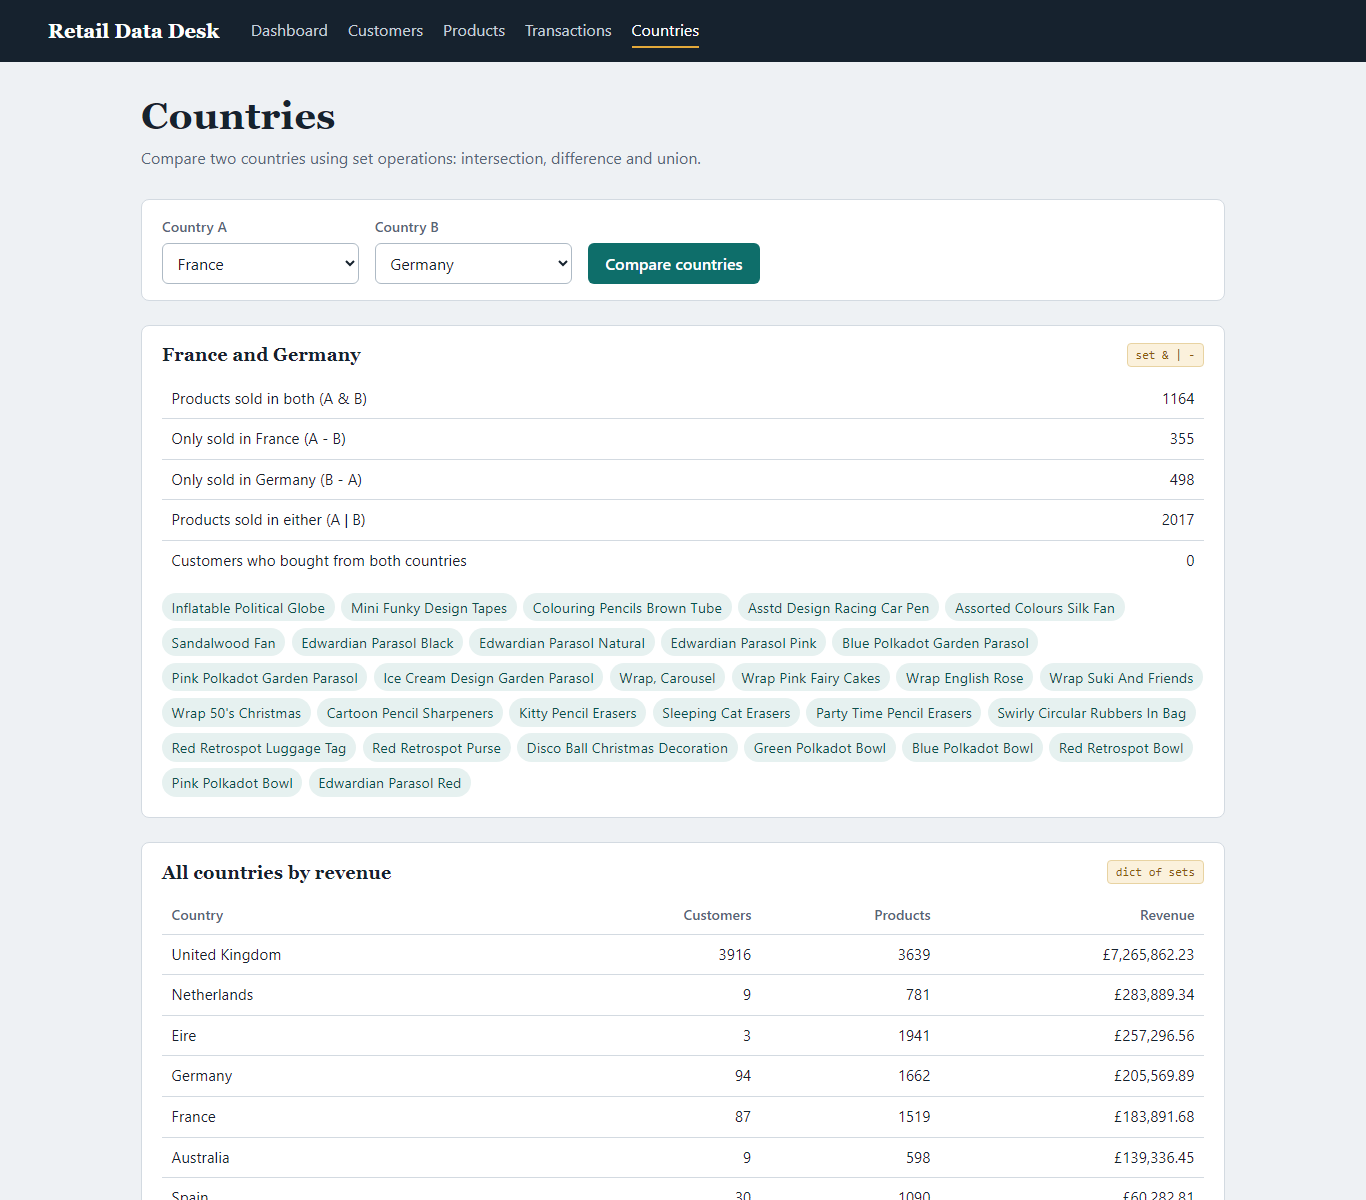 Retail Data Desk Dashboard Customers Products Transactions Countries
Countries
Compare two countries using set operations: intersection, difference and union.
Country A Country B
France Germany Compare countries
France and Germany set & | -
Products sold in both (A & B) 1164
Only sold in France (A - B) 355
Only sold in Germany (B - A) 498
Products sold in either (A | B) 2017
Customers who bought from both countries 0
Inflatable Political Globe Mini Funky Design Tapes Colouring Pencils Brown Tube Asstd Design Racing Car Pen Assorted Colours Silk Fan
Sandalwood Fan Edwardian Parasol Black Edwardian Parasol Natural Edwardian Parasol Pink Blue Polkadot Garden Parasol
Pink Polkadot Garden Parasol Ice Cream Design Garden Parasol Wrap, Carousel Wrap Pink Fairy Cakes Wrap English Rose Wrap Suki And Friends
Wrap 50's Christmas Cartoon Pencil Sharpeners Kitty Pencil Erasers Sleeping Cat Erasers Party Time Pencil Erasers Swirly Circular Rubbers In Bag
Red Retrospot Luggage Tag Red Retrospot Purse Disco Ball Christmas Decoration Green Polkadot Bowl Blue Polkadot Bowl Red Retrospot Bowl
Pink Polkadot Bowl Edwardian Parasol Red
All countries by revenue dict of sets
Country Customers Products Revenue
United Kingdom 3916 3639 £7,265,862.23
Netherlands 9 781 £283,889.34
Eire 3 1941 £257,296.56
Germany 94 1662 £205,569.89
France 87 1519 £183,891.68
Australia 9 598 £139,336.45
Spain 30 1090 £60,282.81